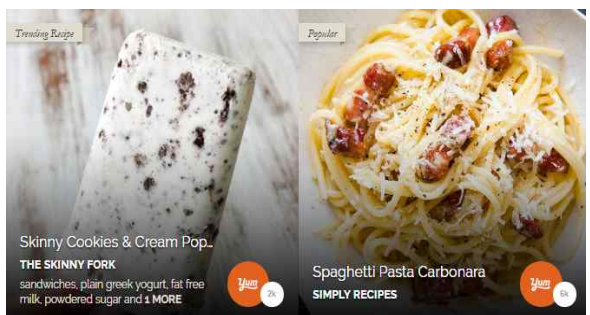 Trending Recipe
Skinny Cookies & Cream Pop...
THE SKINNY FORK
sandwiches, plain greek yogurt, fat free
milk, powdered sugar and 1 MORE
Yum
2k
Popular
Spaghetti Pasta Carbonara
SIMPLY RECIPES
Yum
6k